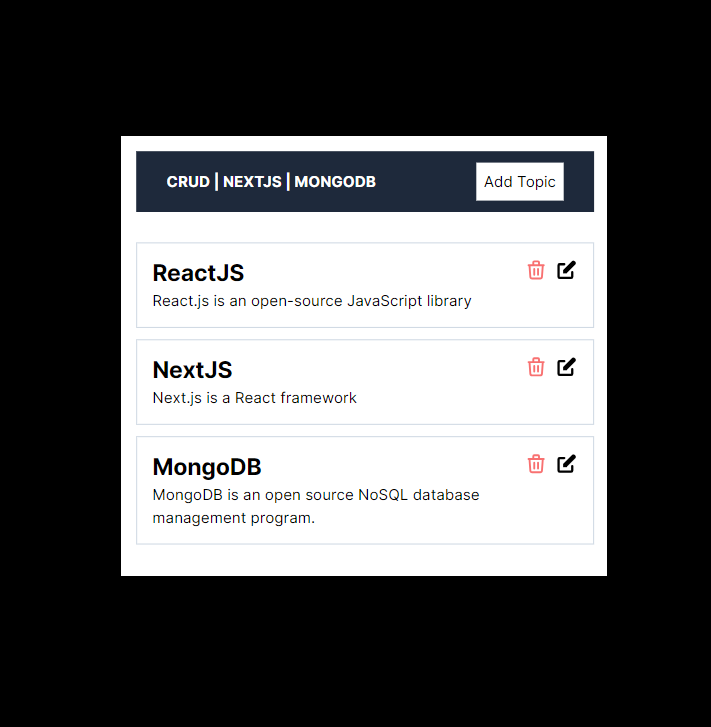 CRUD | NEXTJS | MONGODB
Add Topic
ReactJS
React.js is an open-source JavaScript library
NextJS
Next.js is a React framework
MongoDB
MongoDB is an open source NoSQL database
management program.